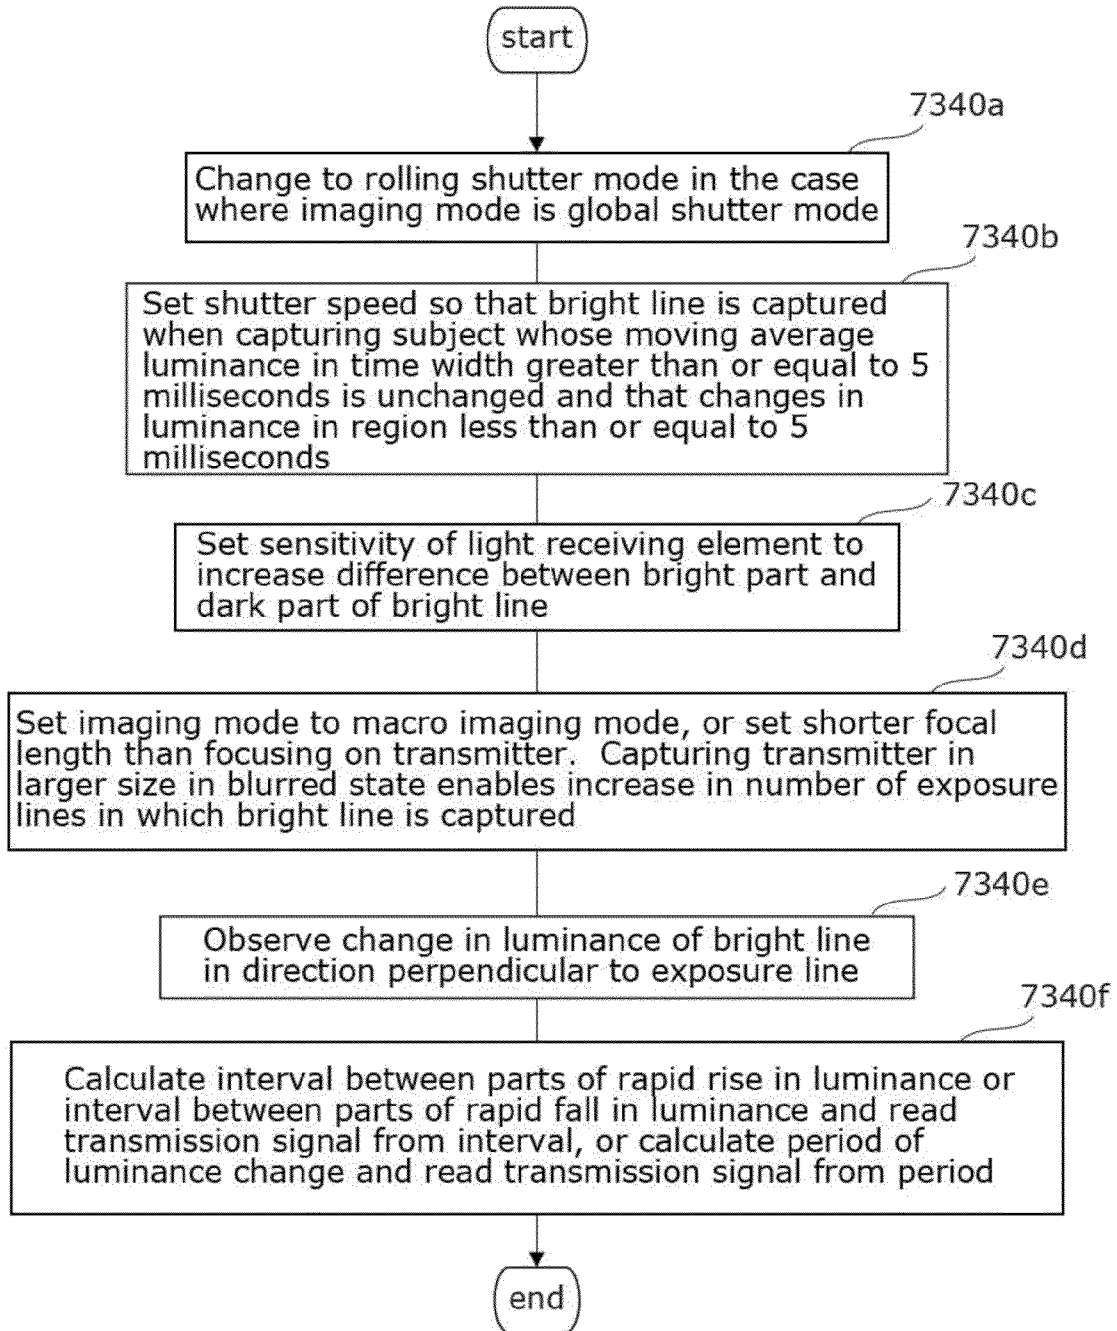 start
7340a
Change to rolling shutter mode in the case
where imaging mode is global shutter mode
7340b
Set shutter speed so that bright line is captured
when capturing subject whose moving average
luminance in time width greater than or equal to 5
milliseconds is unchanged and that changes in
luminance in region less than or equal to 5
milliseconds
7340c
Set sensitivity of light receiving element to
increase difference between bright part and
dark part of bright line
7340d
Set imaging mode to macro imaging mode, or set shorter focal
length than focusing on transmitter.  Capturing transmitter in
larger size in blurred state enables increase in number of exposure
lines in which bright line is captured
7340e
Observe change in luminance of bright line
in direction perpendicular to exposure line
7340f
Calculate interval between parts of rapid rise in luminance or
interval between parts of rapid fall in luminance and read
transmission signal from interval, or calculate period of
luminance change and read transmission signal from period
end